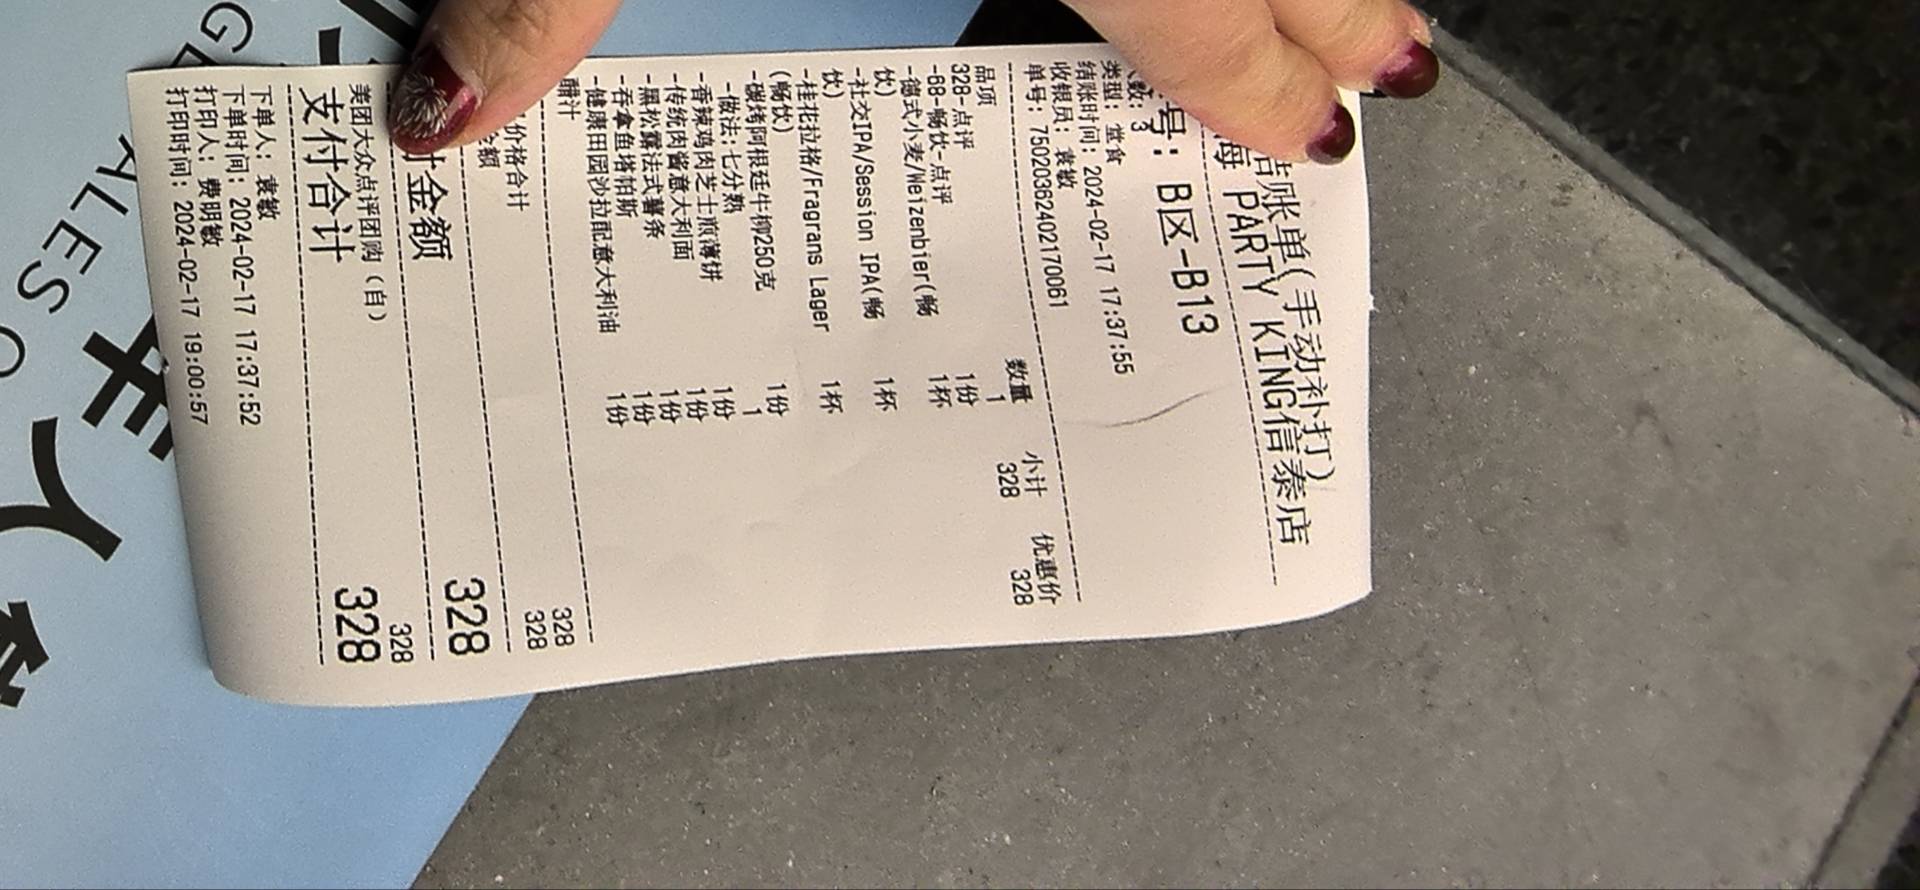 结账单(手动补打)
海 PARTY KING信泰店
号: B区-B13
人数: 3
类型: 堂食
结账时间: 2024-02-17 17:37:55
收银员: 袁敏
单号: 75020362402170061
品项 数量 小计 优惠价
328-点评 1 328 328
-68-畅饮-点评 1份
-德式小麦/Weizenbier(畅 1杯
饮)
-社交IPA/Session IPA(畅 1杯
饮)
-桂花拉格/Fragrans Lager 1杯
(畅饮)
-碳烤阿根廷牛柳250克 1份
-做法:七分熟 1
-香辣鸡肉芝士煎薄饼 1份
-传统肉酱意大利面 1份
-黑松露法式薯条 1份
-吞拿鱼塔帕斯 1份
-健康田园沙拉配意大利油 1份
醋汁
价格合计 328
金额 328
付金额 328
美团大众点评团购(自) 328
支付合计 328
下单人: 袁敏
下单时间: 2024-02-17 17:37:52
打印人: 费明敏
打印时间: 2024-02-17 19:00:57
ALES